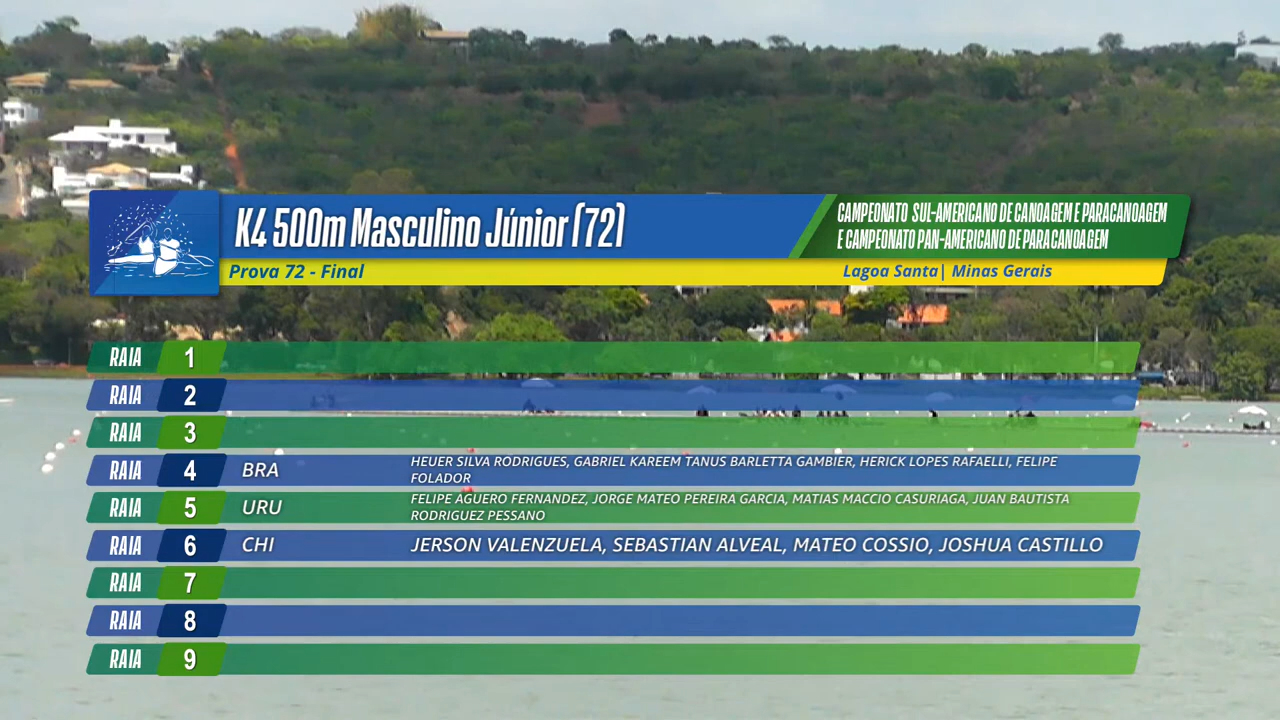 K4 500m Masculino Júnior (72)
CAMPEONATO SUL-AMERICANO DE CANOAGEM E PARACANOAGEM
E CAMPEONATO PAN-AMERICANO DE PARACANOAGEM
Prova 72 - Final
Lagoa Santa| Minas Gerais
RAIA 1
RAIA 2
RAIA 3
RAIA 4 BRA HEUER SILVA RODRIGUES, GABRIEL KAREEM TANUS BARLETTA GAMBIER, HERICK LOPES RAFAELLI, FELIPE
FOLADOR
RAIA 5 URU FELIPE AGUERO FERNANDEZ, JORGE MATEO PEREIRA GARCIA, MATIAS MACCIO CASURIAGA, JUAN BAUTISTA
RODRIGUEZ PESSANO
RAIA 6 CHI JERSON VALENZUELA, SEBASTIAN ALVEAL, MATEO COSSIO, JOSHUA CASTILLO
RAIA 7
RAIA 8
RAIA 9